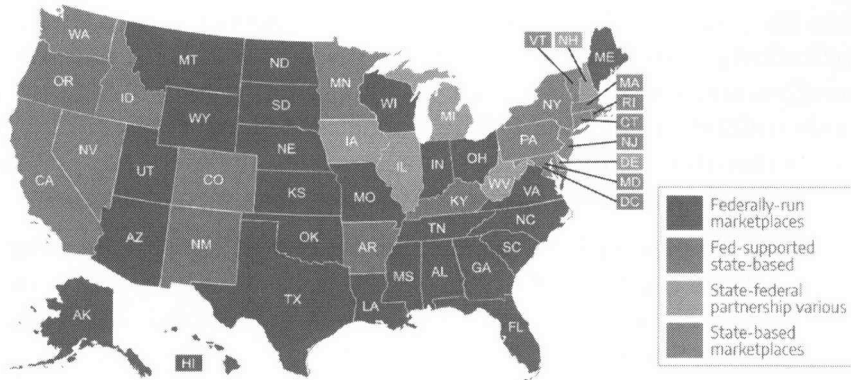 WA
MT
ND
MN
VT
NH
ME
OR
ID
SD
WI
MI
NY
MA
RI
CT
WY
IA
PA
NJ
NE
IL
IN
OH
DE
NV
UT
CO
WV
MD
CA
KS
MO
KY
VA
DC
AZ
NM
OK
AR
TN
NC
SC
MS
AL
GA
TX
LA
FL
AK
HI
Federally-run
marketplaces
Fed-supported
state-based
State-federal
partnership various
State-based
marketplaces